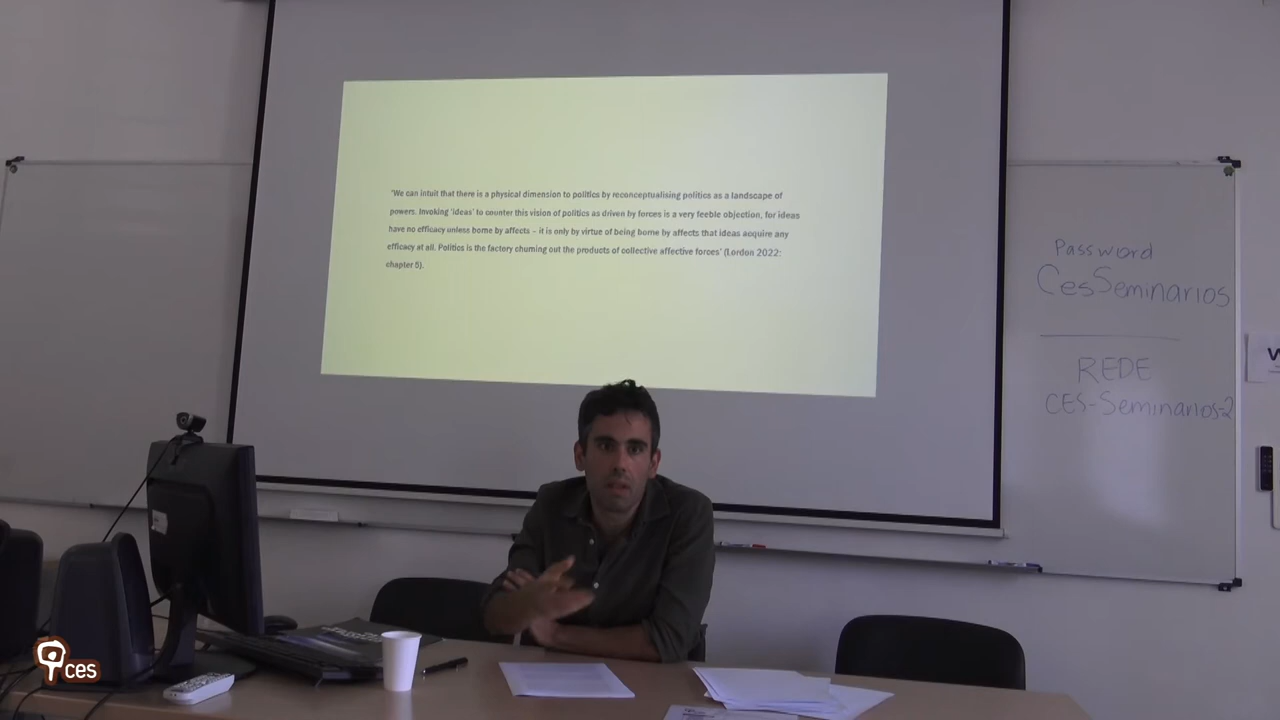 'We can intuit that there is a physical dimension to politics by reconceptualising politics as a landscape of
powers. Invoking 'ideas' to counter this vision of politics as driven by forces is a very feeble objection, for ideas
have no efficacy unless borne by affects – it is only by virtue of being borne by affects that ideas acquire any
efficacy at all. Politics is the factory churning out the products of collective affective forces' (Lordon 2022:
chapter 5).
Password
CesSeminarios
REDE
CES-Seminarios-2
W
ces